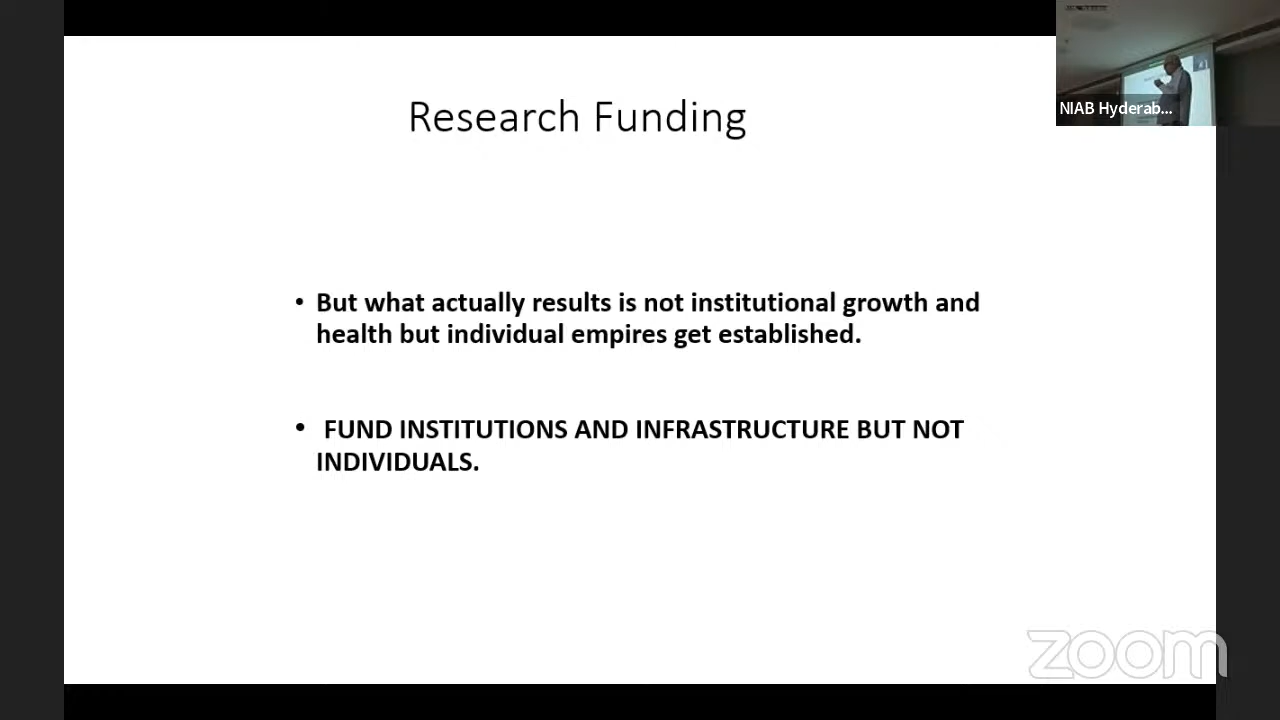 Research Funding
NIAB Hyderab...
• But what actually results is not institutional growth and
health but individual empires get established.
• FUND INSTITUTIONS AND INFRASTRUCTURE BUT NOT
INDIVIDUALS.
zoom